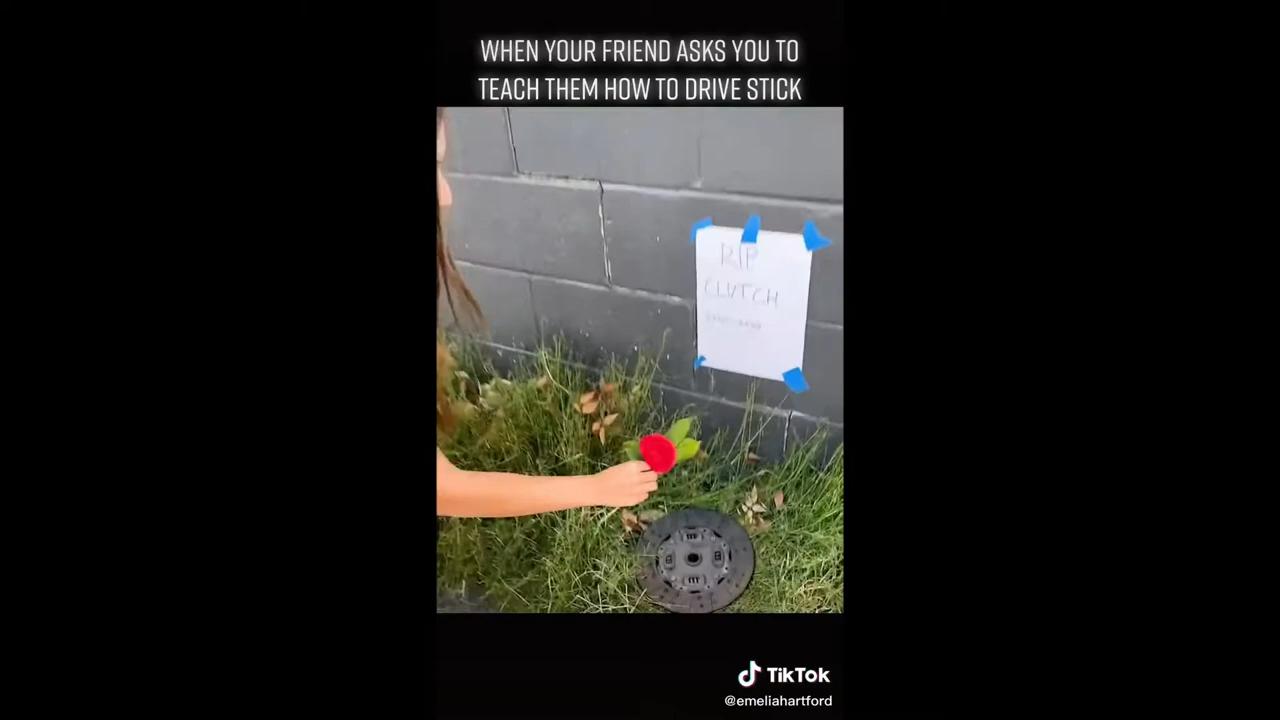 WHEN YOUR FRIEND ASKS YOU TO
TEACH THEM HOW TO DRIVE STICK
RIP
CLUTCH
TikTok
@emeliahartford